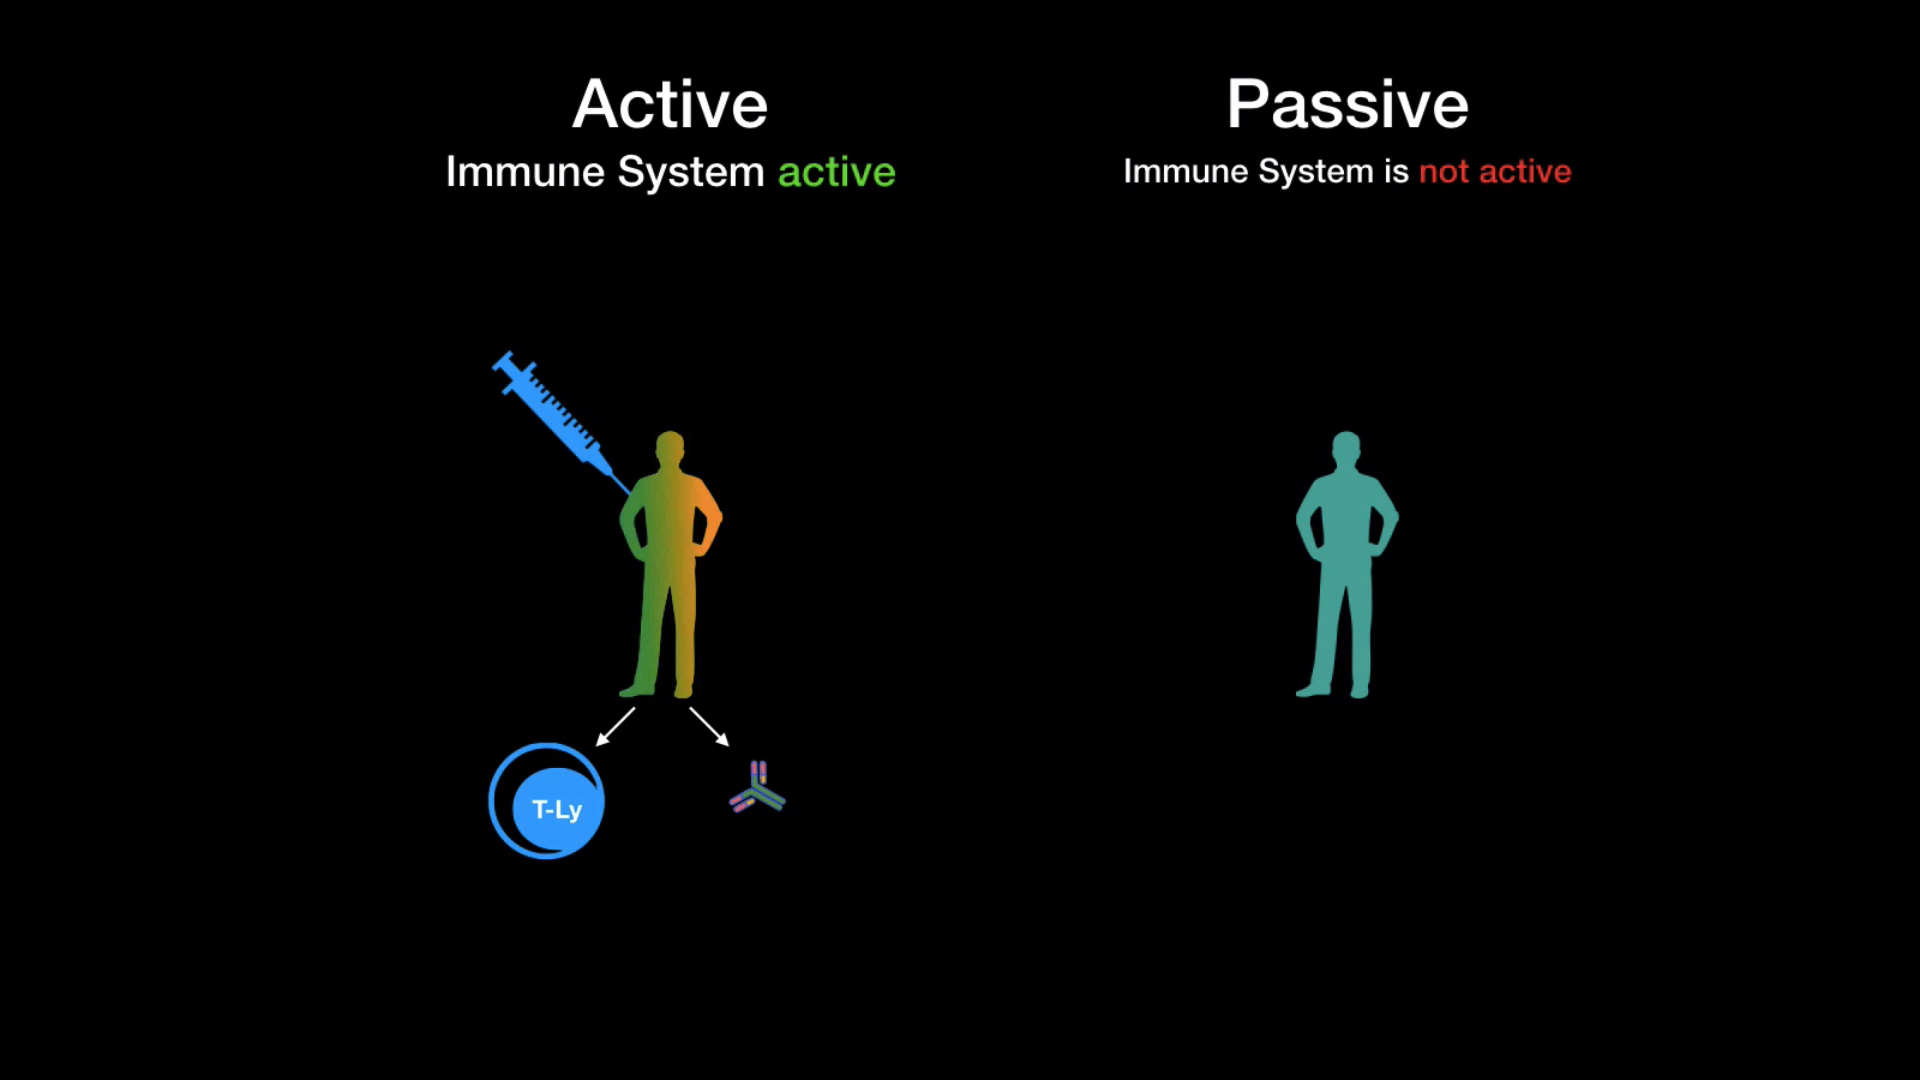 Active
Immune System active
Passive
Immune System is not active
T-Ly